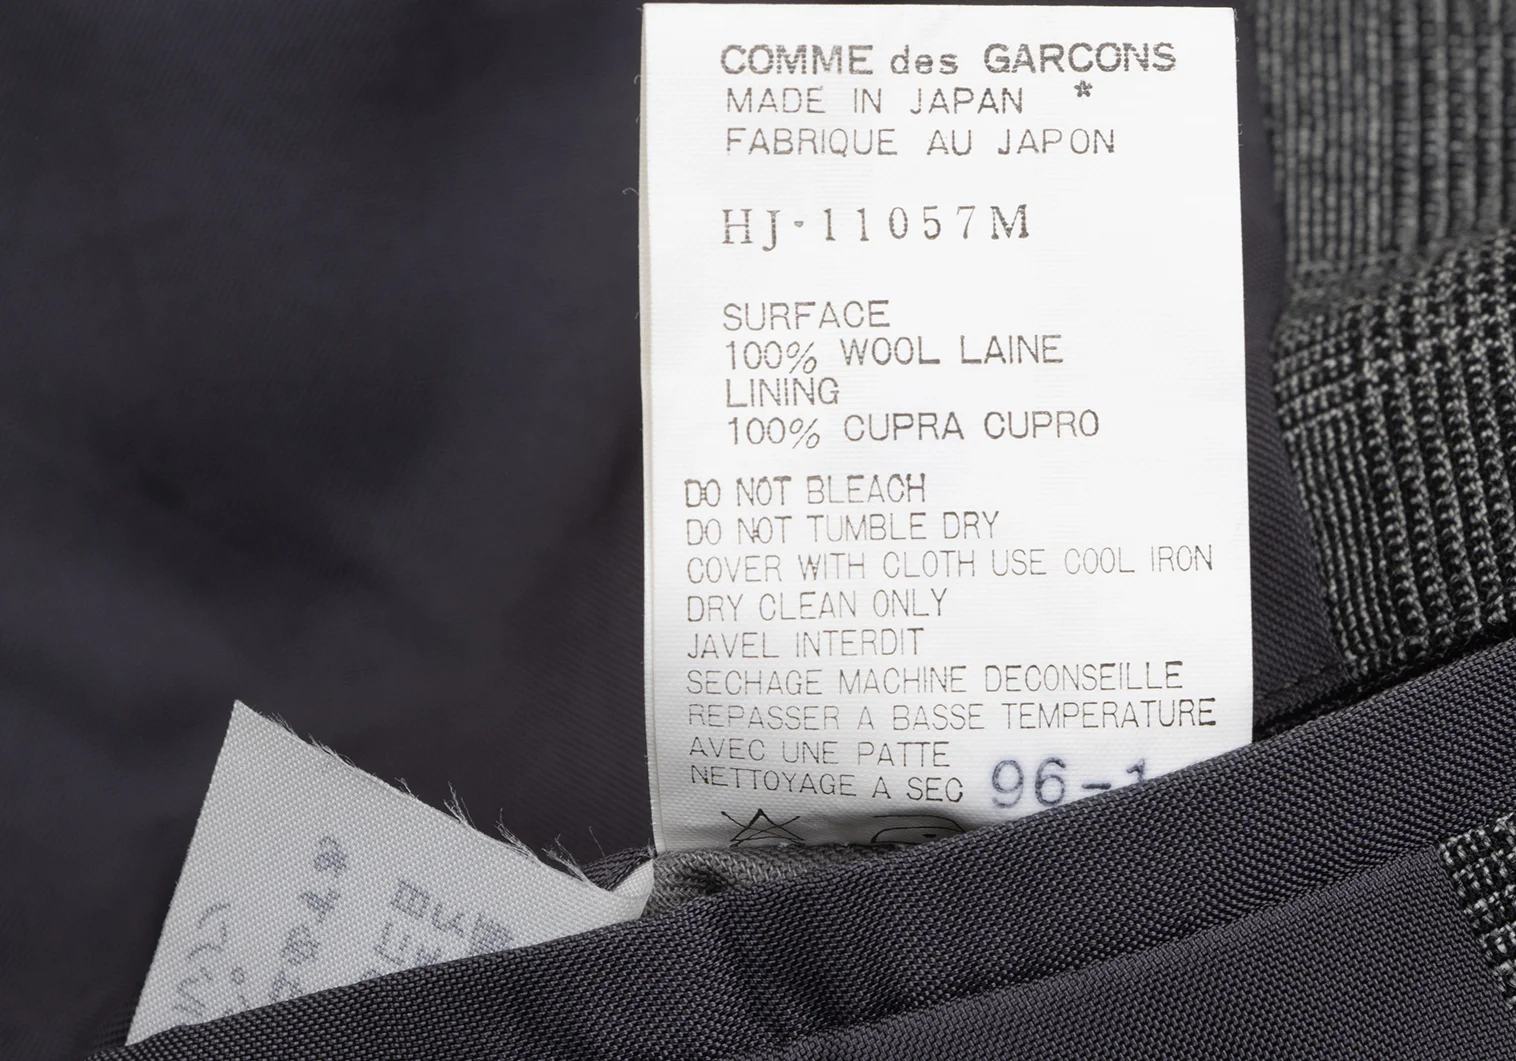 COMME des GARCONS
MADE IN JAPAN *
FABRIQUE AU JAPON
HJ-11057M
SURFACE
100% WOOL LAINE
LINING
100% CUPRA CUPRO
DO NOT BLEACH
DO NOT TUMBLE DRY
COVER WITH CLOTH USE COOL IRON
DRY CLEAN ONLY
JAVEL INTERDIT
SECHAGE MACHINE DECONSEILLE
REPASSER A BASSE TEMPERATURE
AVEC UNE PATTE
NETTOYAGE A SEC 96-1